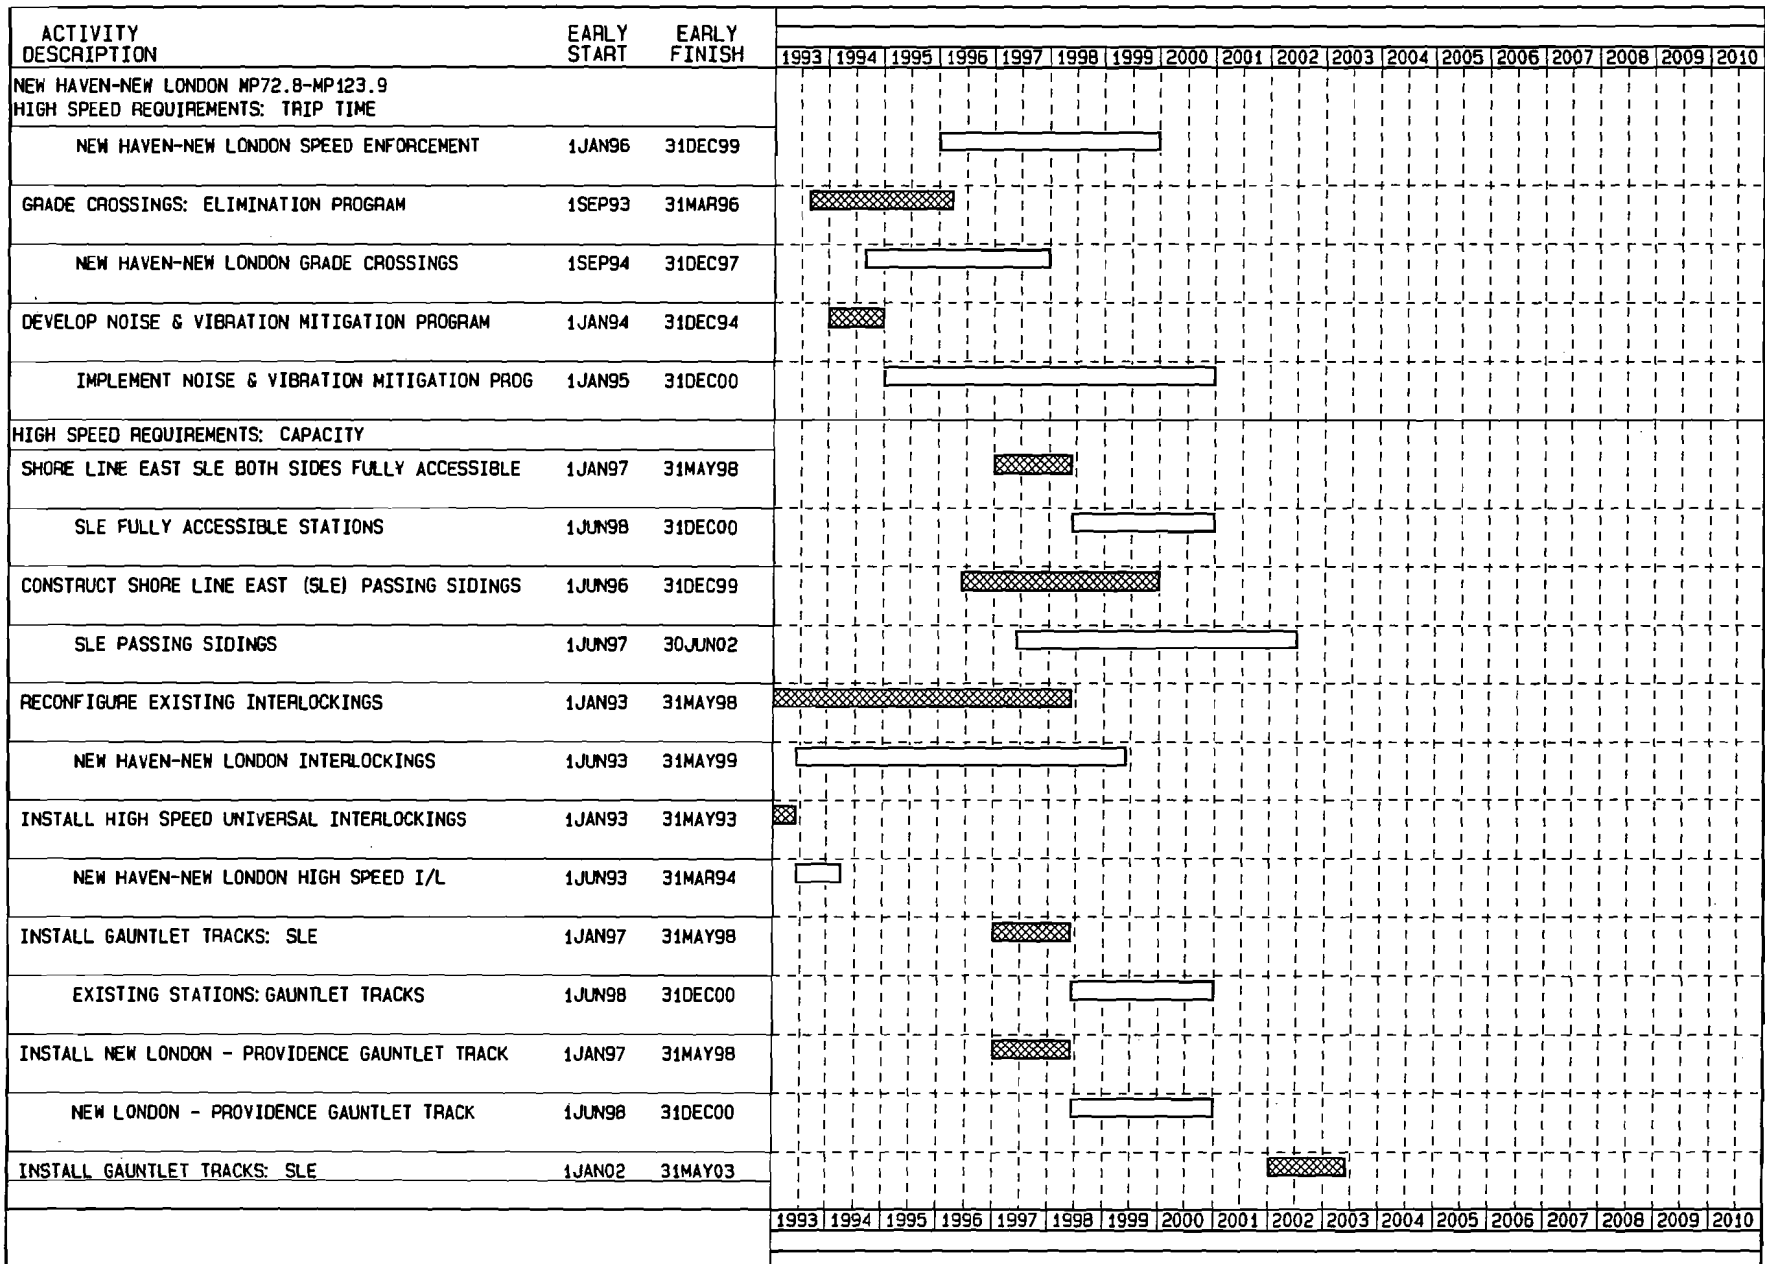 ACTIVITY DESCRIPTION EARLY START EARLY FINISH
1993 1994 1995 1996 1997 1998 1999 2000 2001 2002 2003 2004 2005 2006 2007 2008 2009 2010
NEW HAVEN-NEW LONDON MP72.8-MP123.9
HIGH SPEED REQUIREMENTS: TRIP TIME
NEW HAVEN-NEW LONDON SPEED ENFORCEMENT 1JAN96 31DEC99
GRADE CROSSINGS: ELIMINATION PROGRAM 1SEP93 31MAR96
NEW HAVEN-NEW LONDON GRADE CROSSINGS 1SEP94 31DEC97
DEVELOP NOISE & VIBRATION MITIGATION PROGRAM 1JAN94 31DEC94
IMPLEMENT NOISE & VIBRATION MITIGATION PROG 1JAN95 31DEC00
HIGH SPEED REQUIREMENTS: CAPACITY
SHORE LINE EAST SLE BOTH SIDES FULLY ACCESSIBLE 1JAN97 31MAY98
SLE FULLY ACCESSIBLE STATIONS 1JUN98 31DEC00
CONSTRUCT SHORE LINE EAST (SLE) PASSING SIDINGS 1JUN96 31DEC99
SLE PASSING SIDINGS 1JUN97 30JUN02
RECONFIGURE EXISTING INTERLOCKINGS 1JAN93 31MAY98
NEW HAVEN-NEW LONDON INTERLOCKINGS 1JUN93 31MAY99
INSTALL HIGH SPEED UNIVERSAL INTERLOCKINGS 1JAN93 31MAY93
NEW HAVEN-NEW LONDON HIGH SPEED I/L 1JUN93 31MAR94
INSTALL GAUNTLET TRACKS: SLE 1JAN97 31MAY98
EXISTING STATIONS: GAUNTLET TRACKS 1JUN98 31DEC00
INSTALL NEW LONDON - PROVIDENCE GAUNTLET TRACK 1JAN97 31MAY98
NEW LONDON - PROVIDENCE GAUNTLET TRACK 1JUN98 31DEC00
INSTALL GAUNTLET TRACKS: SLE 1JAN02 31MAY03
1993 1994 1995 1996 1997 1998 1999 2000 2001 2002 2003 2004 2005 2006 2007 2008 2009 2010